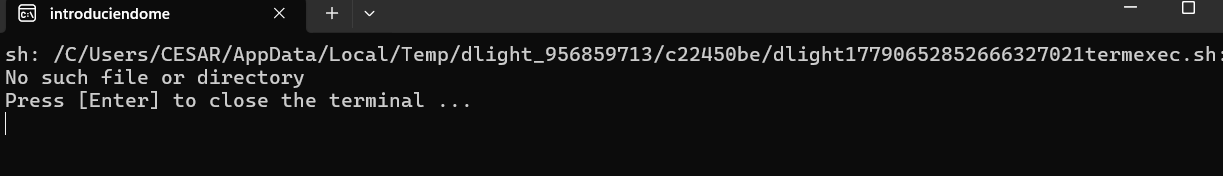 introduciendome
sh: /C/Users/CESAR/AppData/Local/Temp/dlight_956859713/c22450be/dlight17790652852666327021termexec.sh:
No such file or directory
Press [Enter] to close the terminal ...